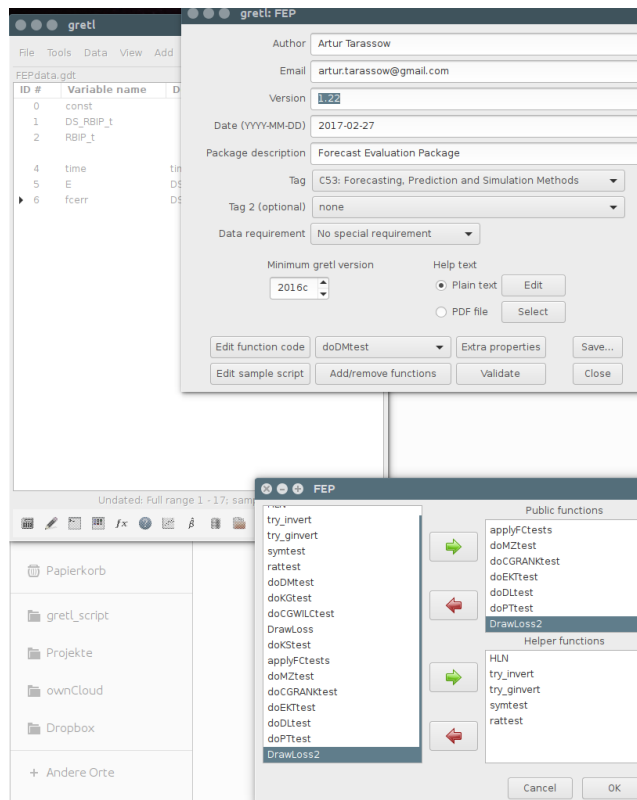 gretl
File Tools Data View Add
FEPdata.gdt
ID # Variable name D
0 const
1 DS_RBIP_t
2 RBIP_t
4 time tin
5 E DS
6 fcerr DS
Undated: Full range 1 - 17; sam
fx β̂
Papierkorb
gretl_script
Projekte
ownCloud
Dropbox
+ Andere Orte
gretl: FEP
Author Artur Tarassow
Email artur.tarassow@gmail.com
Version 1.22
Date (YYYY-MM-DD) 2017-02-27
Package description Forecast Evaluation Package
Tag C53: Forecasting, Prediction and Simulation Methods
Tag 2 (optional) none
Data requirement No special requirement
Minimum gretl version Help text
2016c Plain text Edit
PDF file Select
Edit function code doDMtest Extra properties Save...
Edit sample script Add/remove functions Validate Close
FEP
HLN
try_invert
try_ginvert
symtest
rattest
doDMtest
doKGtest
doCGWILCtest
DrawLoss
doKStest
applyFCtests
doMZtest
doCGRANKtest
doEKTtest
doDLtest
doPTtest
DrawLoss2
Public functions
applyFCtests
doMZtest
doCGRANKtest
doEKTtest
doDLtest
doPTtest
DrawLoss2
Helper functions
HLN
try_invert
try_ginvert
symtest
rattest
Cancel OK